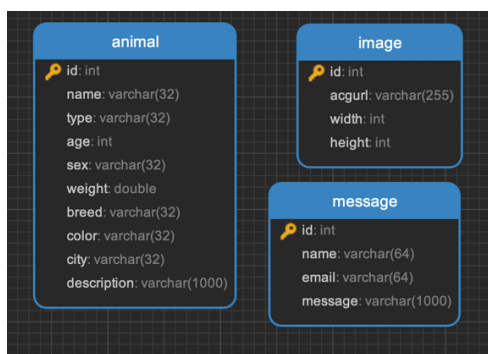 animal
id: int
name: varchar(32)
type: varchar(32)
age: int
sex: varchar(32)
weight: double
breed: varchar(32)
color: varchar(32)
city: varchar(32)
description: varchar(1000)
image
id: int
acgurl: varchar(255)
width: int
height: int
message
id: int
name: varchar(64)
email: varchar(64)
message: varchar(1000)